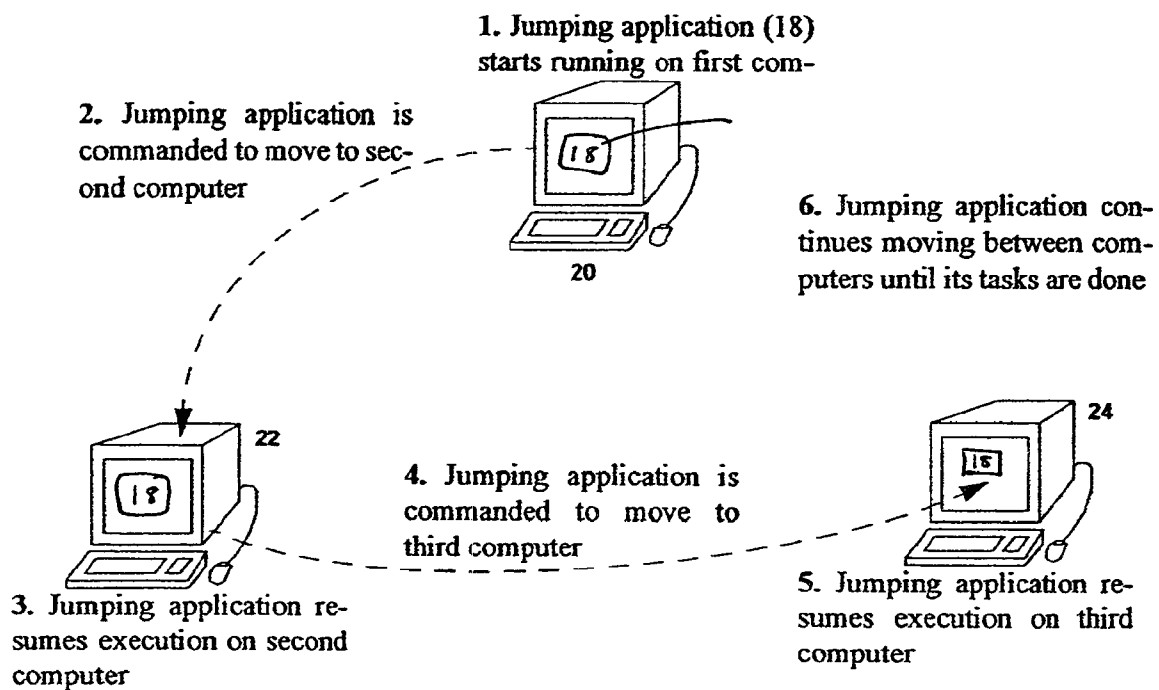 1. Jumping application (18)
starts running on first com-
2. Jumping application is
commanded to move to sec-
ond computer
18
20
6. Jumping application con-
tinues moving between com-
puters until its tasks are done
22
18
3. Jumping application re-
sumes execution on second
computer
4. Jumping application is
commanded to move to
third computer
24
18
5. Jumping application re-
sumes execution on third
computer